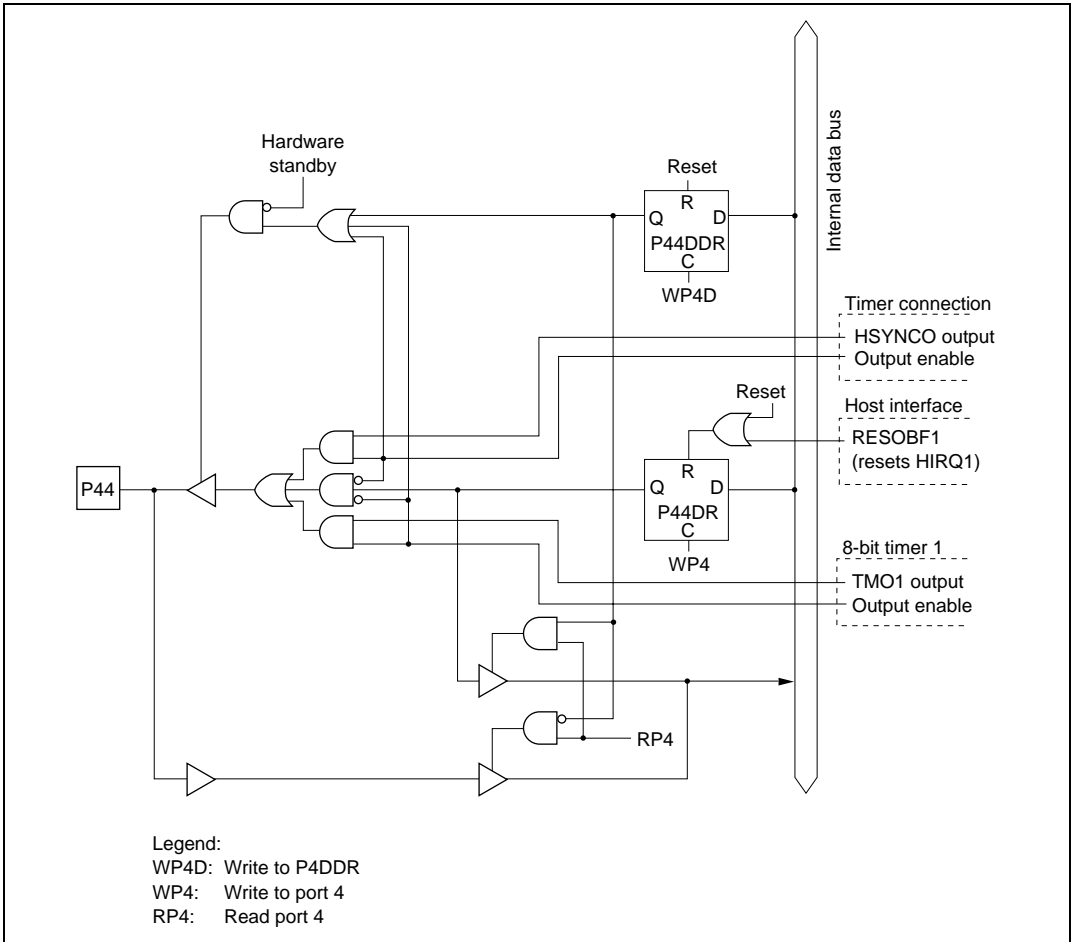 Hardware
standby
Reset
R
Q
D
P44DDR
C
WP4D
Internal data bus
Timer connection
HSYNCO output
Output enable
Reset
Host interface
RESOBF1
(resets HIRQ1)
R
P44
Q
D
P44DR
C
WP4
8-bit timer 1
TMO1 output
Output enable
RP4
Legend:
WP4D: Write to P4DDR
WP4: Write to port 4
RP4: Read port 4